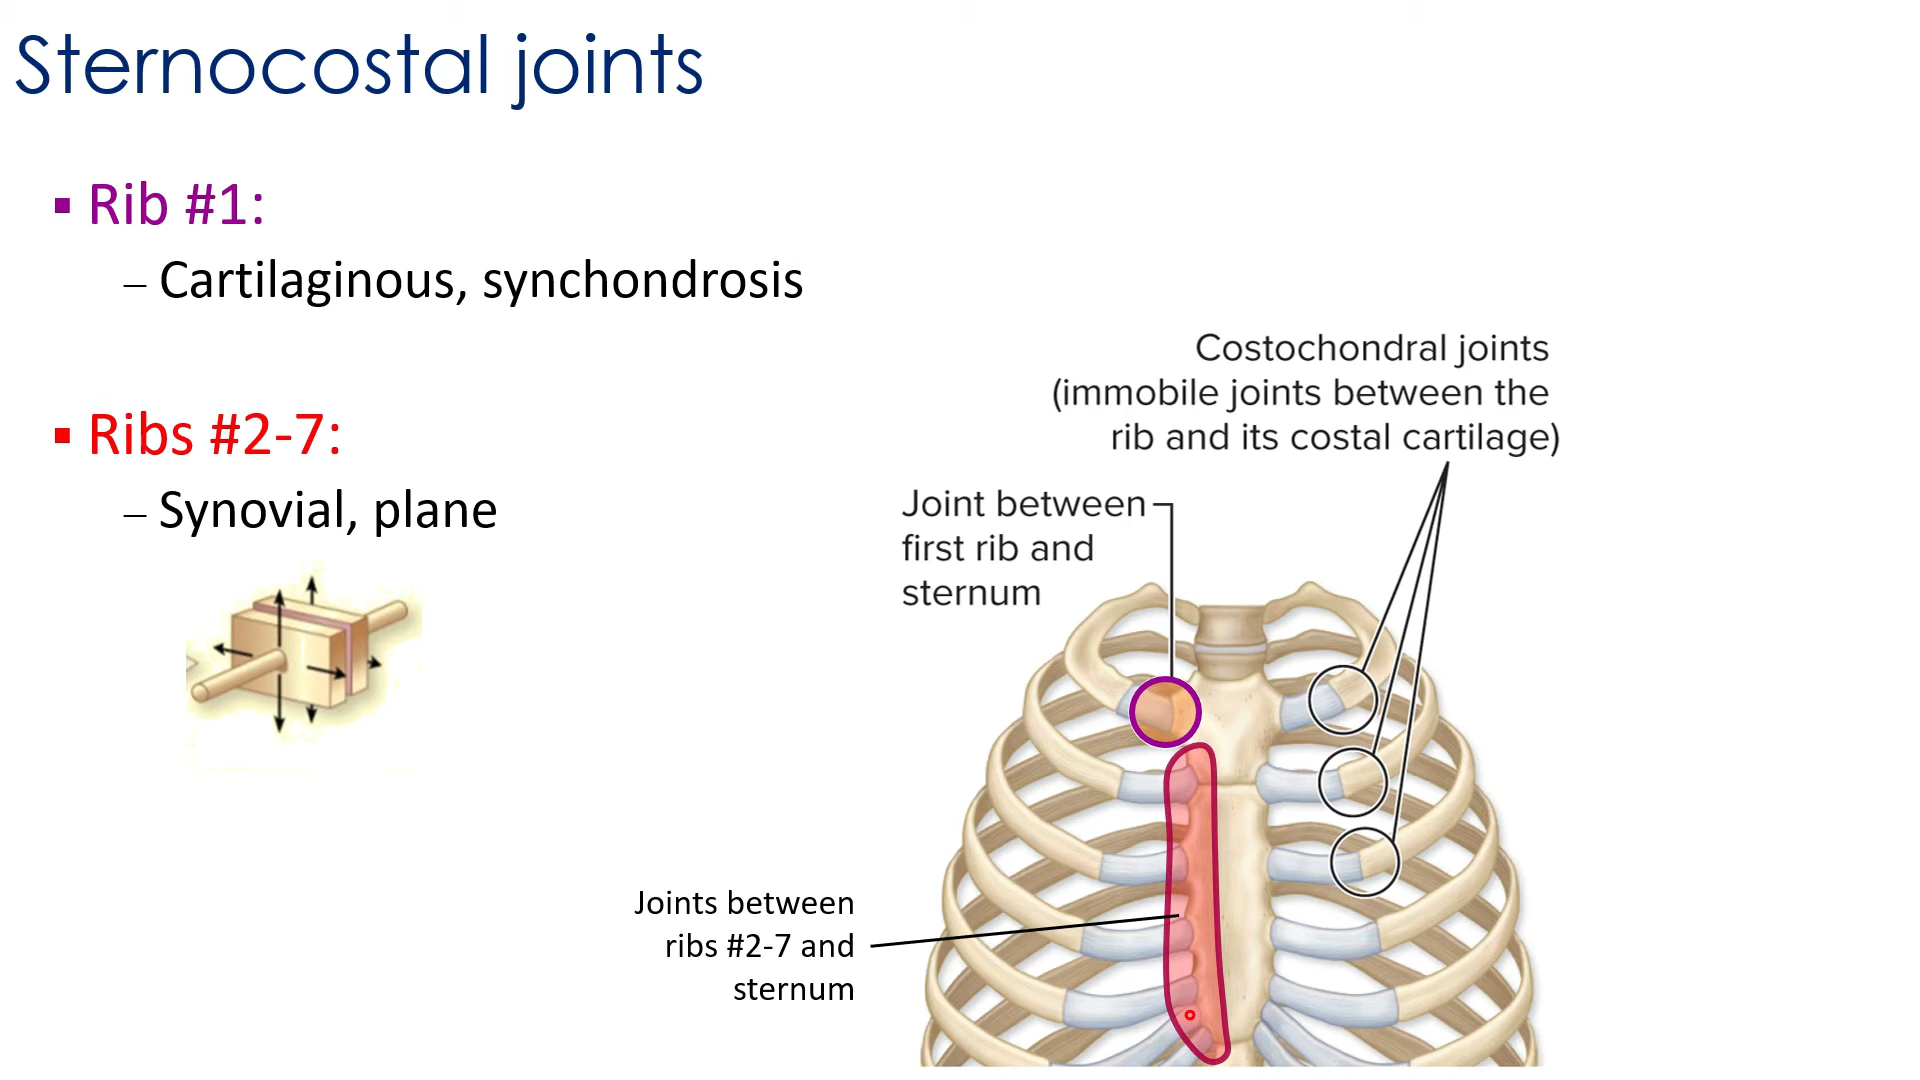 Sternocostal joints
▪ Rib #1:
– Cartilaginous, synchondrosis
▪ Ribs #2-7:
– Synovial, plane
Costochondral joints
(immobile joints between the
rib and its costal cartilage)
Joint between
first rib and
sternum
Joints between
ribs #2-7 and
sternum